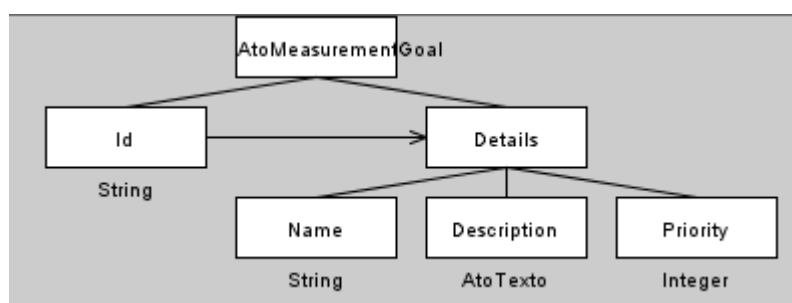 AtoMeasurementGoal
Id
Details
String
Name
Description
Priority
String
AtoTexto
Integer